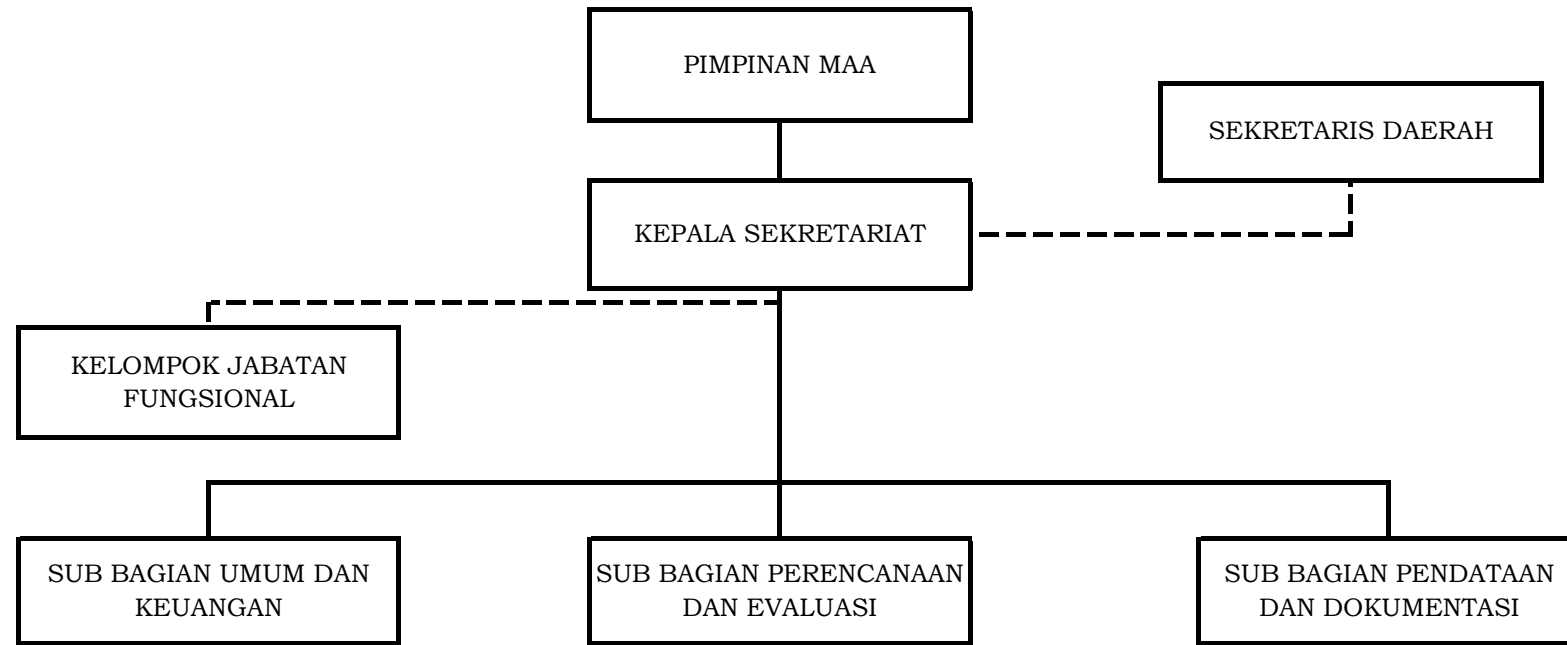 PIMPINAN MAA
SEKRETARIS DAERAH
KEPALA SEKRETARIAT
KELOMPOK JABATAN
FUNGSIONAL
SUB BAGIAN UMUM DAN
KEUANGAN
SUB BAGIAN PERENCANAAN
DAN EVALUASI
SUB BAGIAN PENDATAAN
DAN DOKUMENTASI